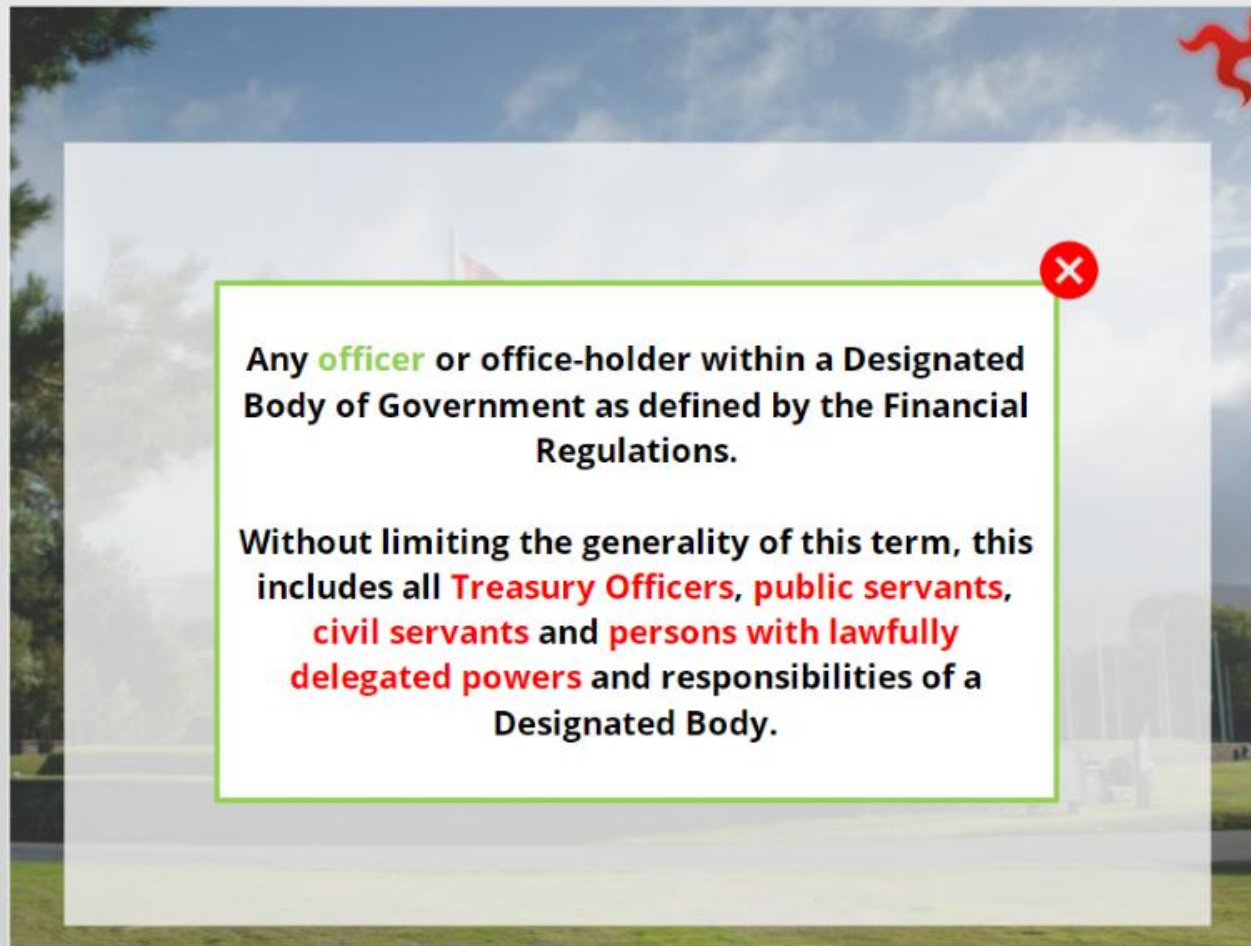 Any officer or office-holder within a Designated
Body of Government as defined by the Financial
Regulations.
Without limiting the generality of this term, this
includes all Treasury Officers, public servants,
civil servants and persons with lawfully
delegated powers and responsibilities of a
Designated Body.